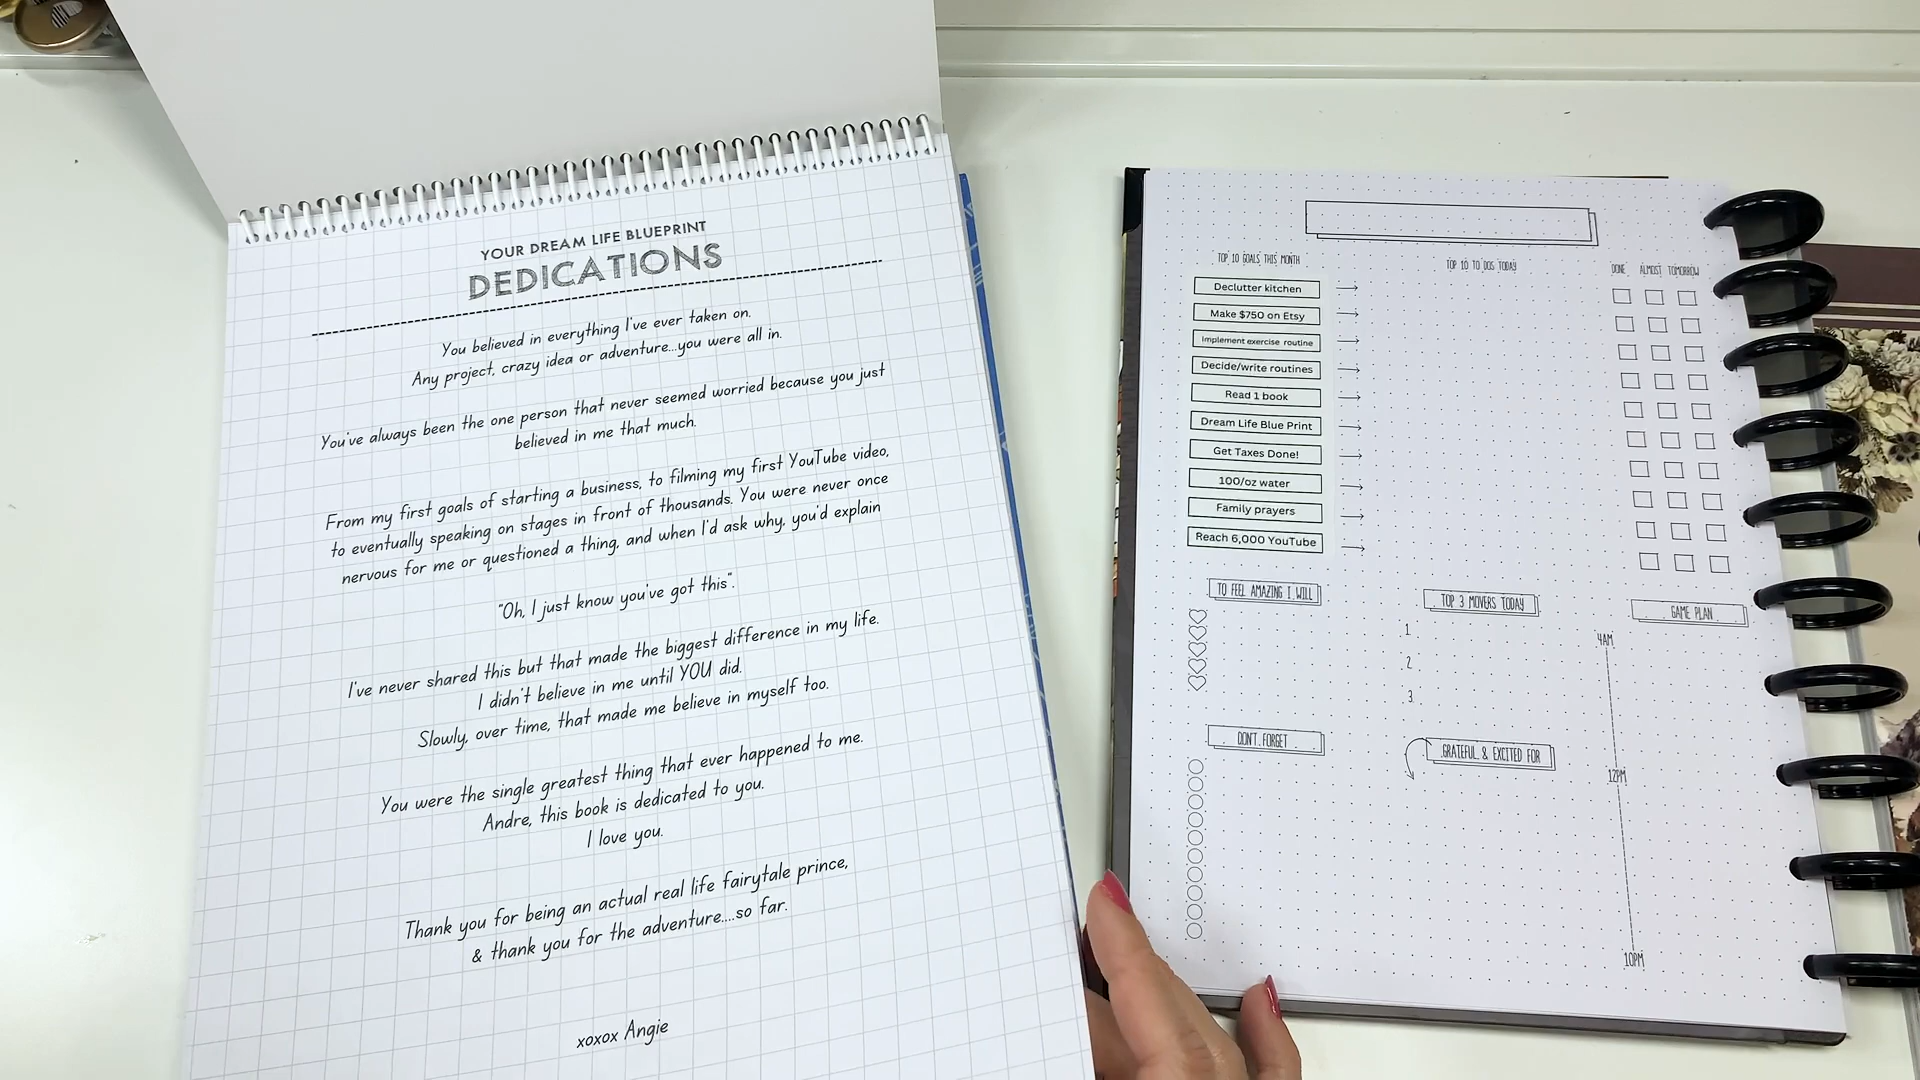 YOUR DREAM LIFE BLUEPRINT
DEDICATIONS
You believed in everything I've ever taken on.
Any project, crazy idea or adventure...you were all in.
You've always been the one person that never seemed worried because you just
believed in me that much.
From my first goals of starting a business, to filming my first YouTube video,
to eventually speaking on stages in front of thousands. You were never once
nervous for me or questioned a thing, and when I'd ask why, you'd explain
"Oh, I just know you've got this".
I've never shared this but that made the biggest difference in my life.
I didn't believe in me until YOU did.
Slowly, over time, that made me believe in myself too.
You were the single greatest thing that ever happened to me.
Andre, this book is dedicated to you.
I love you.
Thank you for being an actual real life fairytale prince,
& thank you for the adventure....so far.
xoxox Angie
TOP 10 GOALS THIS MONTH
Declutter kitchen
Make $750 on Etsy
Implement exercise routine
Decide/write routines
Read 1 book
Dream Life Blue Print
Get Taxes Done!
100/oz water
Family prayers
Reach 6,000 YouTube
TOP 10 TO DOS TODAY
DONE ALMOST TOMORROW
TO FEEL AMAZING I WILL
TOP 3 MOVERS TODAY
1.
2.
3.
GAME PLAN
4AM
12PM
10PM
DON'T FORGET
GRATEFUL & EXCITED FOR